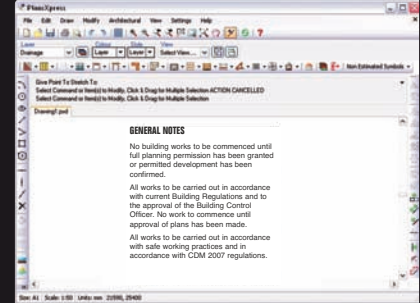 PlansXpress
File Edit Draw Modify Architectural View Settings Help
Layer Colour Style View
Drainage Layer Layer Select View...
Non Estimated Symbols
Give Point To Stretch To:
Select Command or Item(s) to Modify, Click & Drag for Multiple Selection ACTION CANCELLED
Select Command or Item(s) to Modify, Click & Drag for Multiple Selection
Drawing1.pwd
GENERAL NOTES
No building works to be commenced until
full planning permission has been granted
or permitted development has been
confirmed.
All works to be carried out in accordance
with current Building Regulations and to
the approval of the Building Control
Officer. No work to commence until
approval of plans has been made.
All works to be carried out in accordance
with safe working practices and in
accordance with CDM 2007 regulations.
Size: A1 Scale: 1:50 Units: mm 21590, 25400